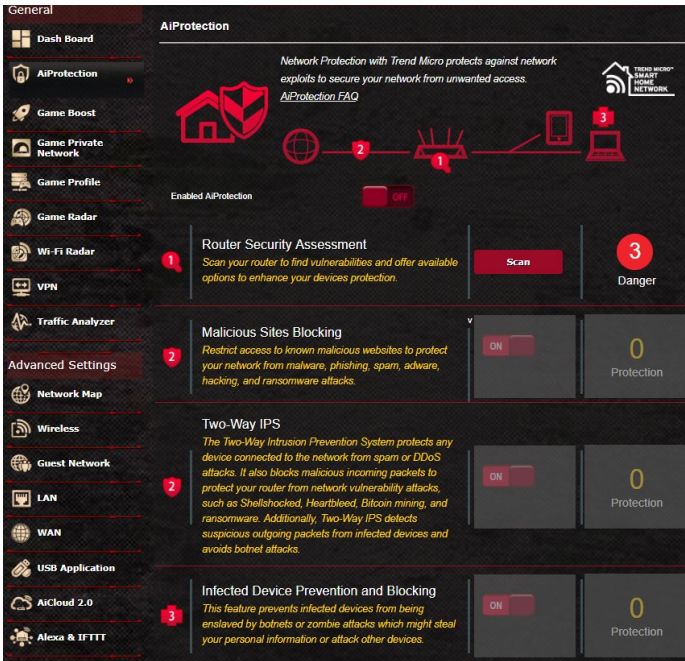 General
Dash Board
AiProtection
Game Boost
Game Private
Network
Game Profile
Game Radar
Wi-Fi Radar
VPN
Traffic Analyzer
Advanced Settings
Network Map
Wireless
Guest Network
LAN
WAN
USB Application
AiCloud 2.0
Alexa & IFTTT
AiProtection
Network Protection with Trend Micro protects against network
exploits to secure your network from unwanted access.
AiProtection FAQ
TREND MICRO™
SMART
HOME
NETWORK
2
1
3
Enabled AiProtection
OFF
1
Router Security Assessment
Scan your router to find vulnerabilities and offer available
options to enhance your devices protection.
Scan
3
Danger
2
Malicious Sites Blocking
Restrict access to known malicious websites to protect
your network from malware, phishing, spam, adware,
hacking, and ransomware attacks.
v
ON
0
Protection
2
Two-Way IPS
The Two-Way Intrusion Prevention System protects any
device connected to the network from spam or DDoS
attacks. It also blocks malicious incoming packets to
protect your router from network vulnerability attacks,
such as Shellshocked, Heartbleed, Bitcoin mining, and
ransomware. Additionally, Two-Way IPS detects
suspicious outgoing packets from infected devices and
avoids botnet attacks.
ON
0
Protection
3
Infected Device Prevention and Blocking
This feature prevents infected devices from being
enslaved by botnets or zombie attacks which might steal
your personal information or attack other devices.
ON
0
Protection